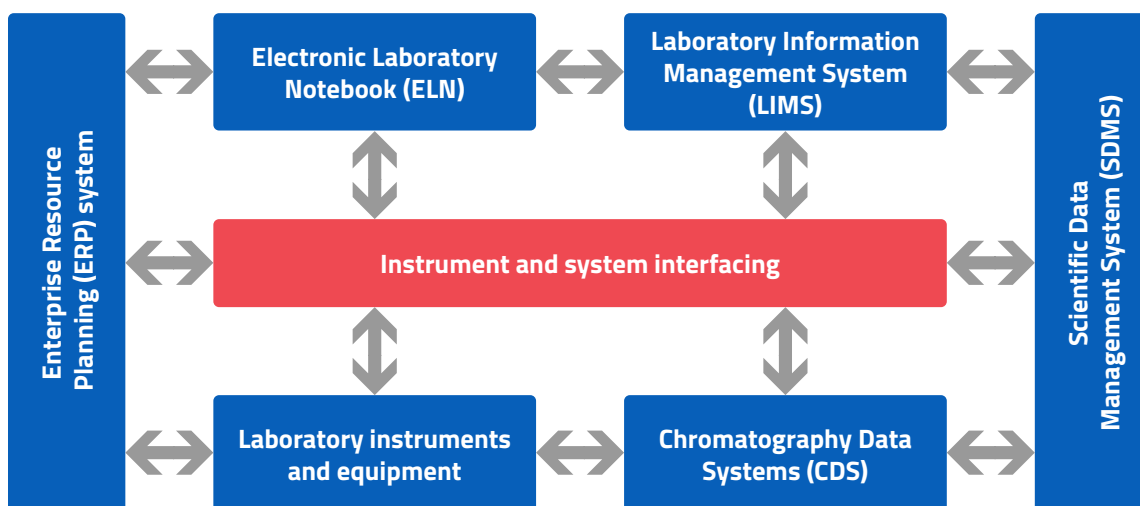 Enterprise Resource
Planning (ERP) system
Electronic Laboratory
Notebook (ELN)
Laboratory Information
Management System
(LIMS)
Instrument and system interfacing
Laboratory instruments
and equipment
Chromatography Data
Systems (CDS)
Scientific Data
Management System (SDMS)